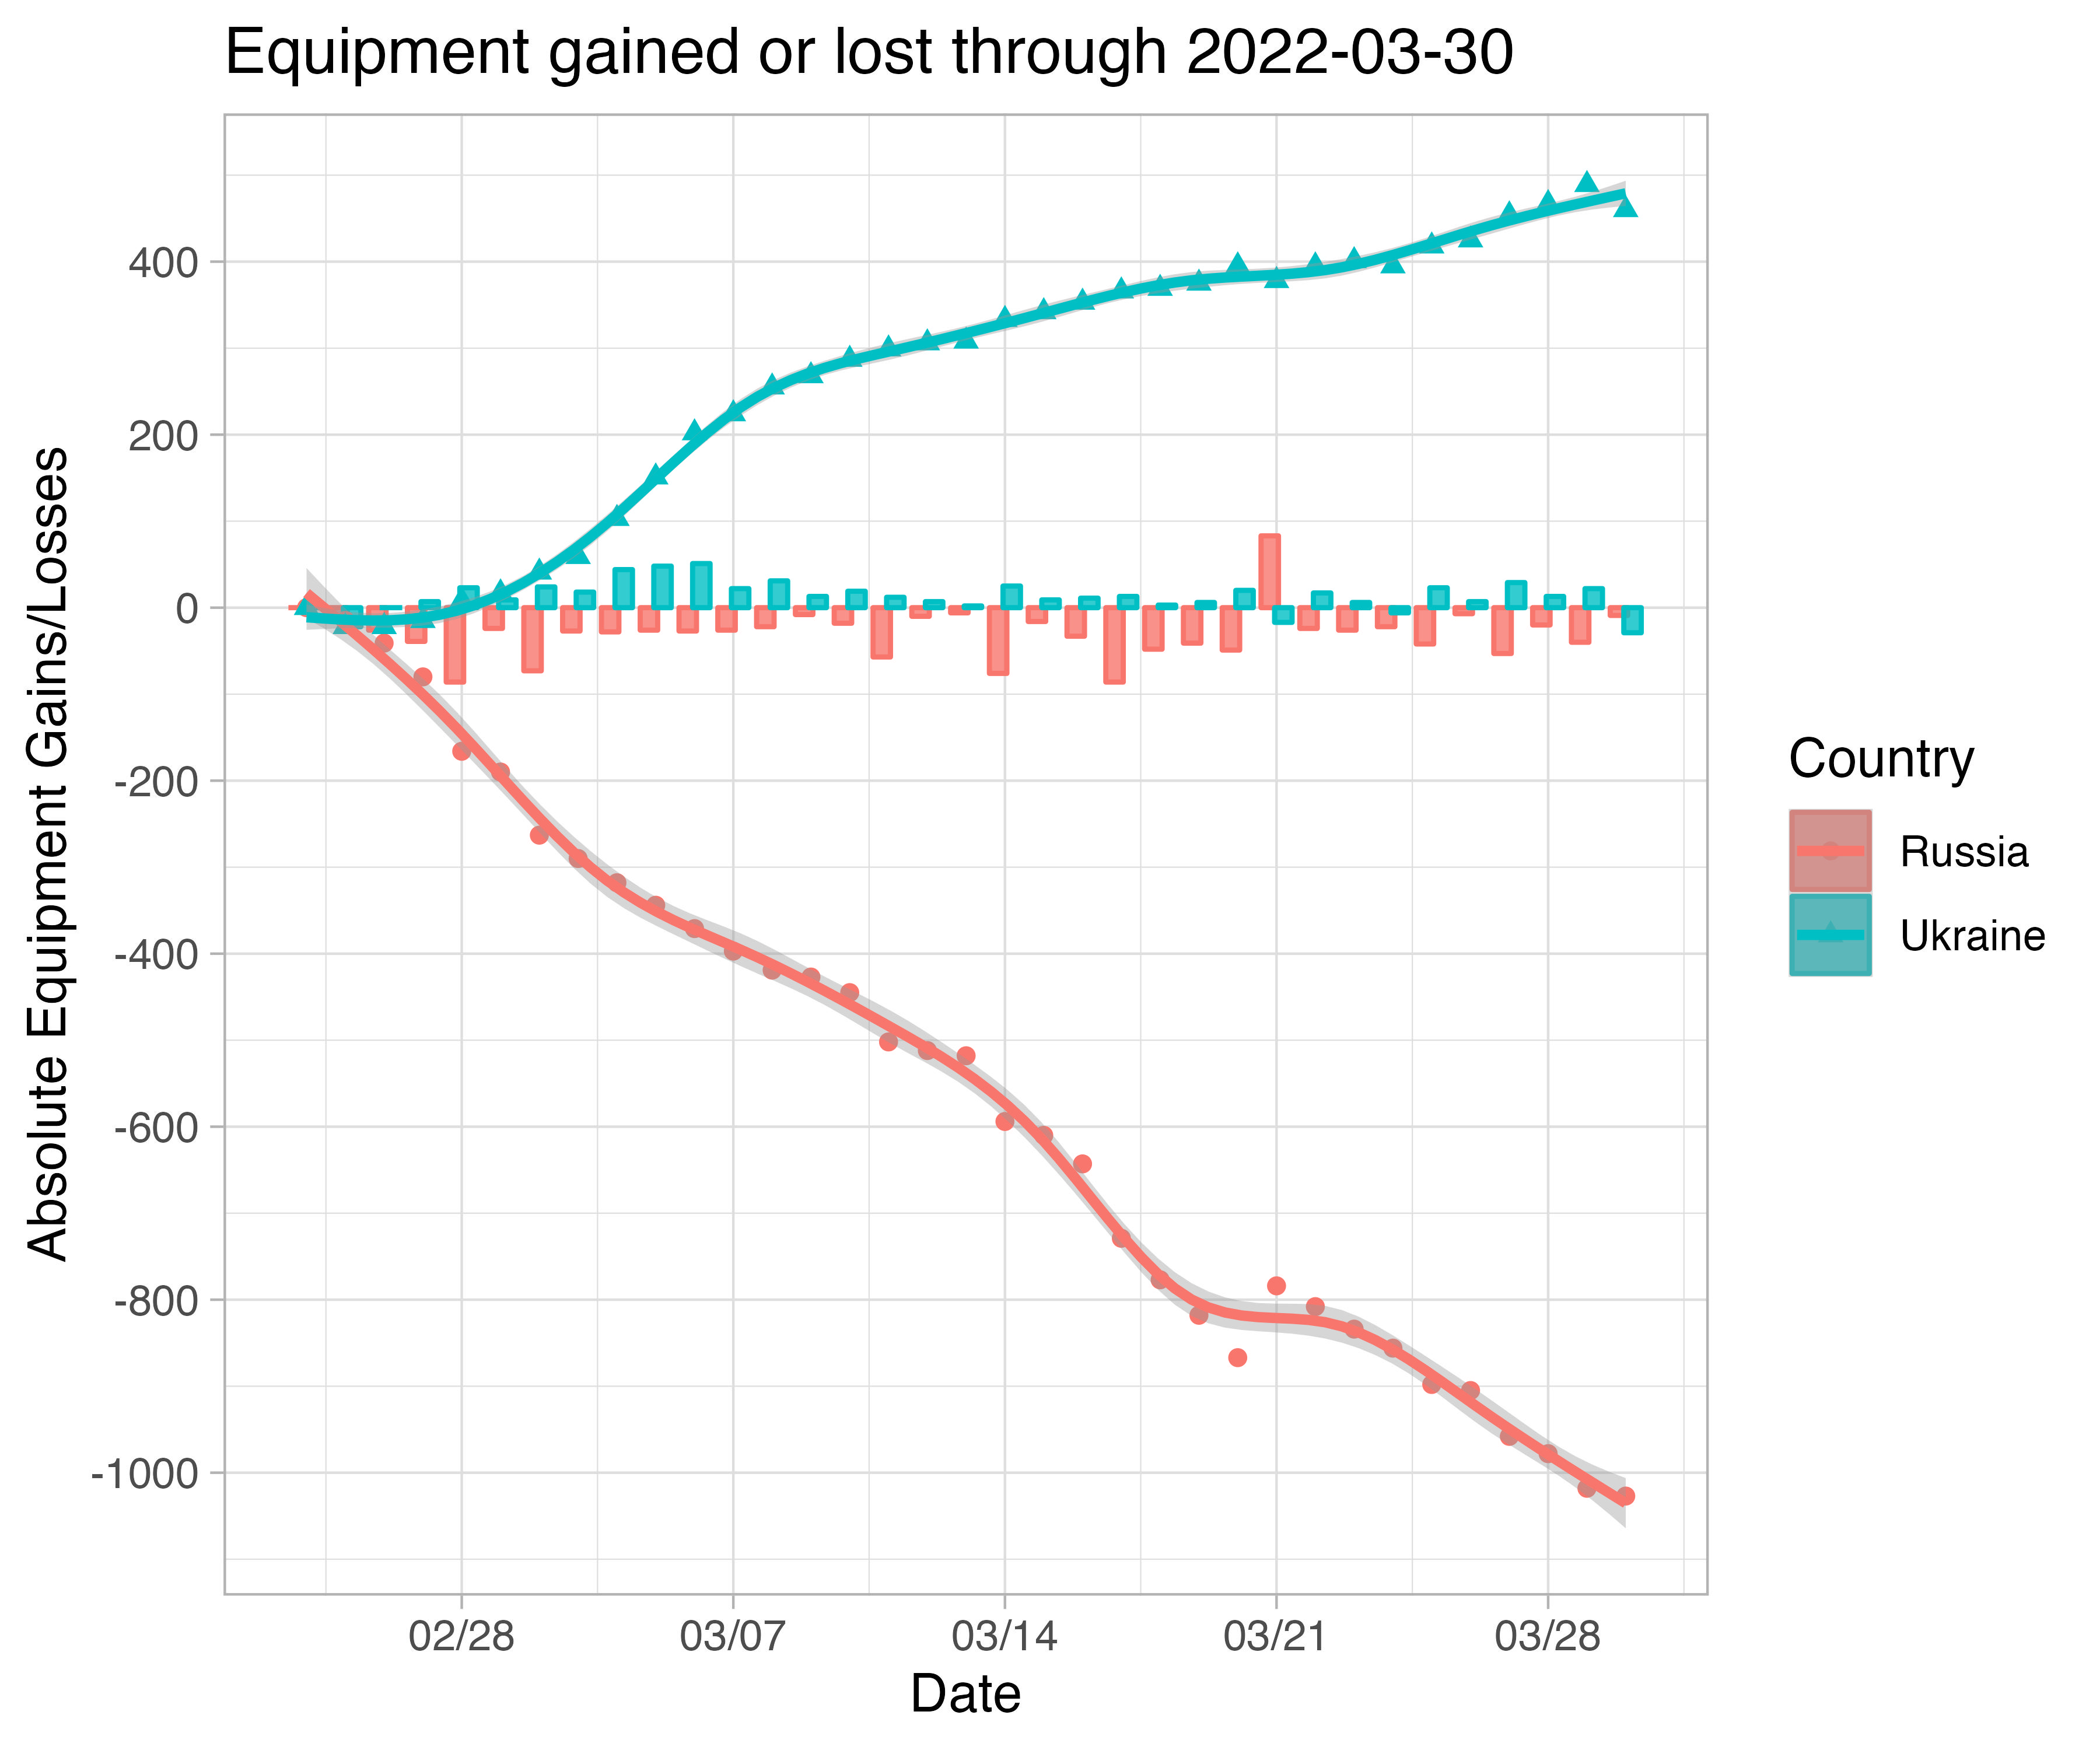 Equipment gained or lost through 2022-03-30
Absolute Equipment Gains/Losses
400
200
0
-200
-400
-600
-800
-1000
02/28 03/07 03/14 03/21 03/28
Date
Country
Russia
Ukraine